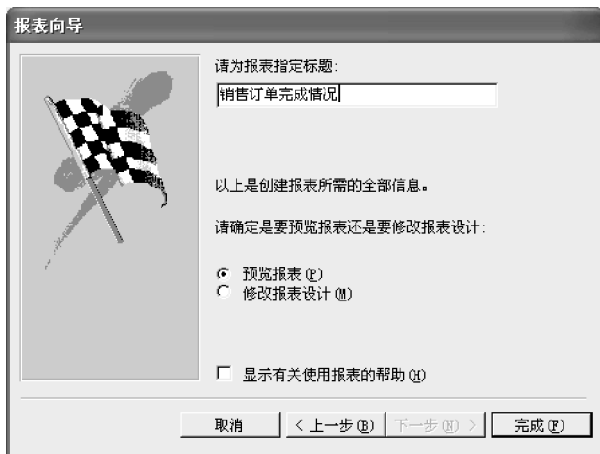 报表向导
请为报表指定标题:
销售订单完成情况
以上是创建报表所需的全部信息。
请确定是要预览报表还是要修改报表设计:
预览报表(P)
修改报表设计(M)
显示有关使用报表的帮助(H)
取消 < 上一步(B) 下一步(N) > 完成(F)